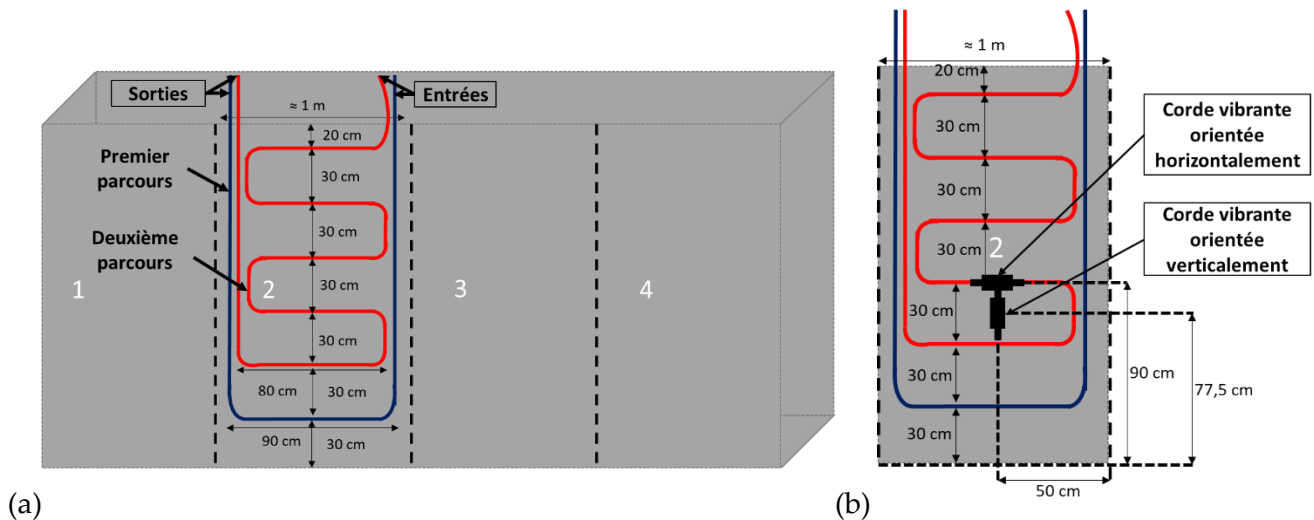 Sorties
Entrées
≈ 1 m
20 cm
Premier
parcours
30 cm
30 cm
Deuxième
parcours
30 cm
1
2
3
4
30 cm
80 cm
30 cm
90 cm
30 cm
(a)
≈ 1 m
20 cm
30 cm
Corde vibrante
orientée
horizontalement
30 cm
30 cm
2
Corde vibrante
orientée
verticalement
30 cm
90 cm
77,5 cm
30 cm
30 cm
50 cm
(b)